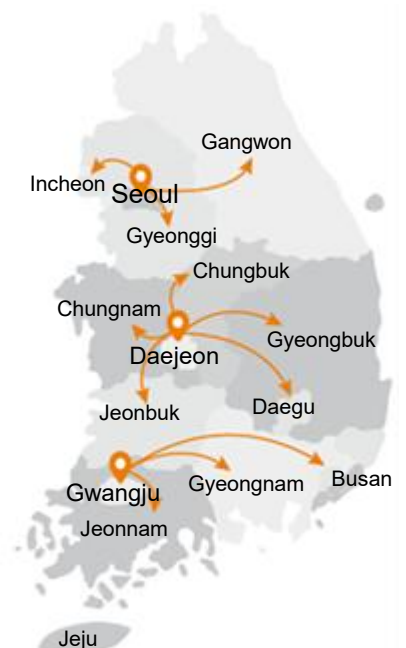 Gangwon
Incheon
Seoul
Gyeonggi
Chungbuk
Chungnam
Gyeongbuk
Daejeon
Daegu
Jeonbuk
Busan
Gyeongnam
Gwangju
Jeonnam
Jeju